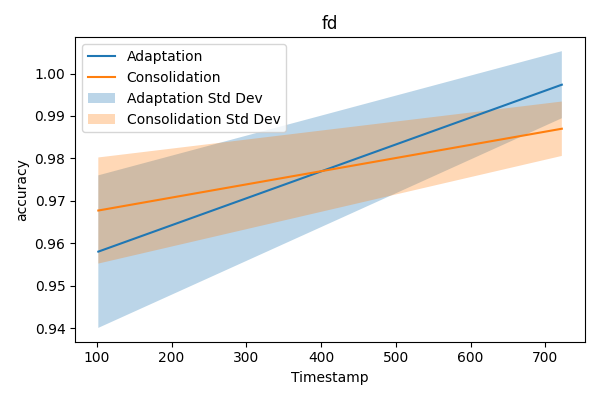 fd
Adaptation
Consolidation
Adaptation Std Dev
Consolidation Std Dev
accuracy
1.00
0.99
0.98
0.97
0.96
0.95
0.94
100 200 300 400 500 600 700
Timestamp